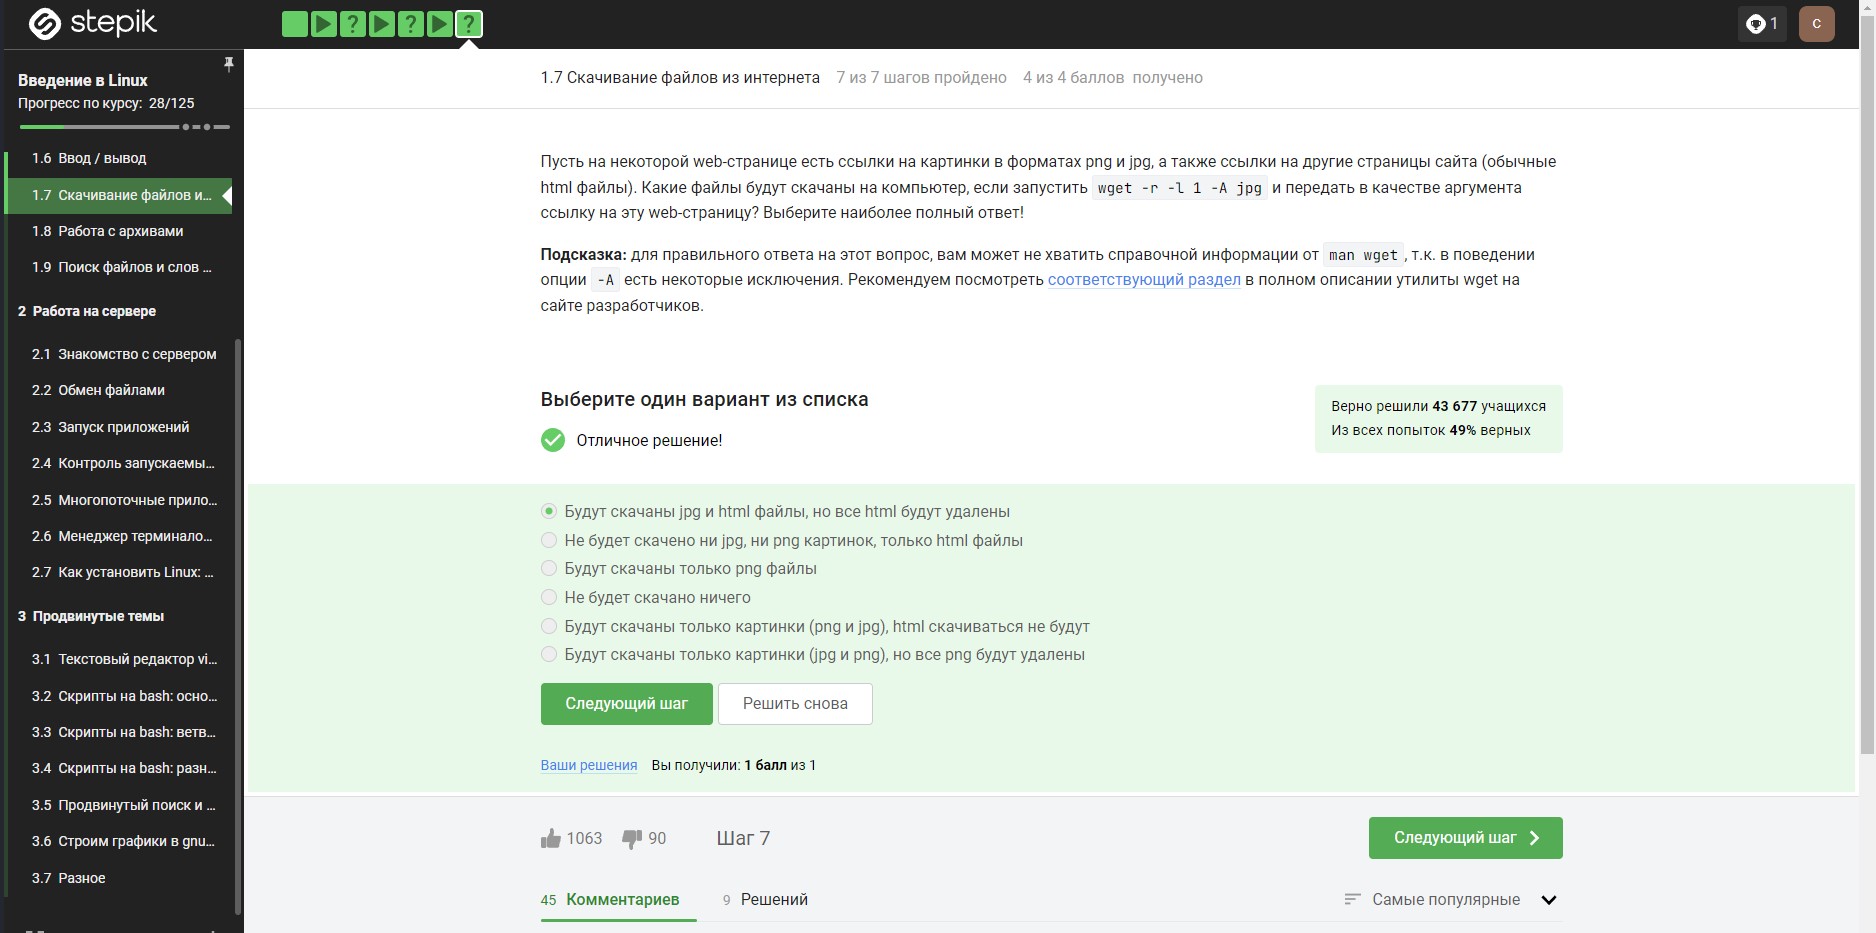 stepik
?
?
?
1
C
Введение в Linux
Прогресс по курсу: 28/125
1.6 Ввод / вывод
1.7 Скачивание файлов и...
1.8 Работа с архивами
1.9 Поиск файлов и слов ...
2 Работа на сервере
2.1 Знакомство с сервером
2.2 Обмен файлами
2.3 Запуск приложений
2.4 Контроль запускаемы...
2.5 Многопоточные прило...
2.6 Менеджер терминало...
2.7 Как установить Linux: ...
3 Продвинутые темы
3.1 Текстовый редактор vi...
3.2 Скрипты на bash: осно...
3.3 Скрипты на bash: ветв...
3.4 Скрипты на bash: разн...
3.5 Продвинутый поиск и ...
3.6 Строим графики в gnu...
3.7 Разное
1.7 Скачивание файлов из интернета 7 из 7 шагов пройдено 4 из 4 баллов получено
Пусть на некоторой web-странице есть ссылки на картинки в форматах png и jpg, а также ссылки на другие страницы сайта (обычные
html файлы). Какие файлы будут скачаны на компьютер, если запустить wget -r -l 1 -A jpg и передать в качестве аргумента
ссылку на эту web-страницу? Выберите наиболее полный ответ!
Подсказка: для правильного ответа на этот вопрос, вам может не хватить справочной информации от man wget, т.к. в поведении
опции -A есть некоторые исключения. Рекомендуем посмотреть соответствующий раздел в полном описании утилиты wget на
сайте разработчиков.
Выберите один вариант из списка
Отличное решение!
Верно решили 43 677 учащихся
Из всех попыток 49% верных
Будут скачаны jpg и html файлы, но все html будут удалены
Не будет скачено ни jpg, ни png картинок, только html файлы
Будут скачаны только png файлы
Не будет скачано ничего
Будут скачаны только картинки (png и jpg), html скачиваться не будут
Будут скачаны только картинки (jpg и png), но все png будут удалены
Следующий шаг Решить снова
Ваши решения Вы получили: 1 балл из 1
1063 90 Шаг 7 Следующий шаг
45 Комментариев 9 Решений Самые популярные